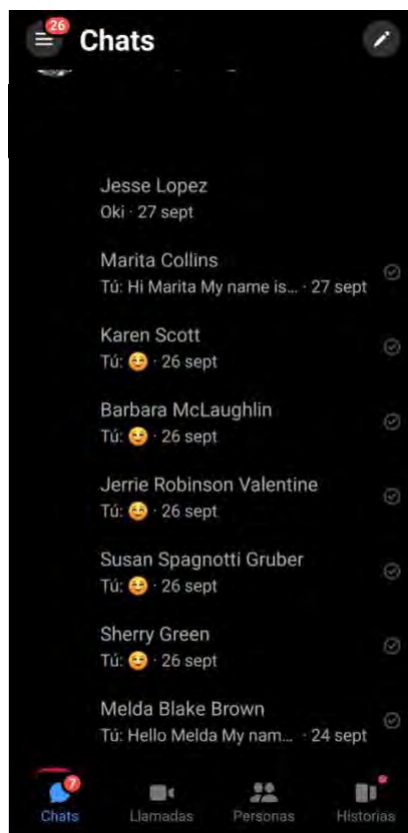 26
Chats
Jesse Lopez
Oki · 27 sept
Marita Collins
Tú: Hi Marita My name is... · 27 sept
Karen Scott
Tú: 😊 · 26 sept
Barbara McLaughlin
Tú: 😊 · 26 sept
Jerrie Robinson Valentine
Tú: 😊 · 26 sept
Susan Spagnotti Gruber
Tú: 😊 · 26 sept
Sherry Green
Tú: 😊 · 26 sept
Melda Blake Brown
Tú: Hello Melda My nam... · 24 sept
7
Chats Llamadas Personas Historias